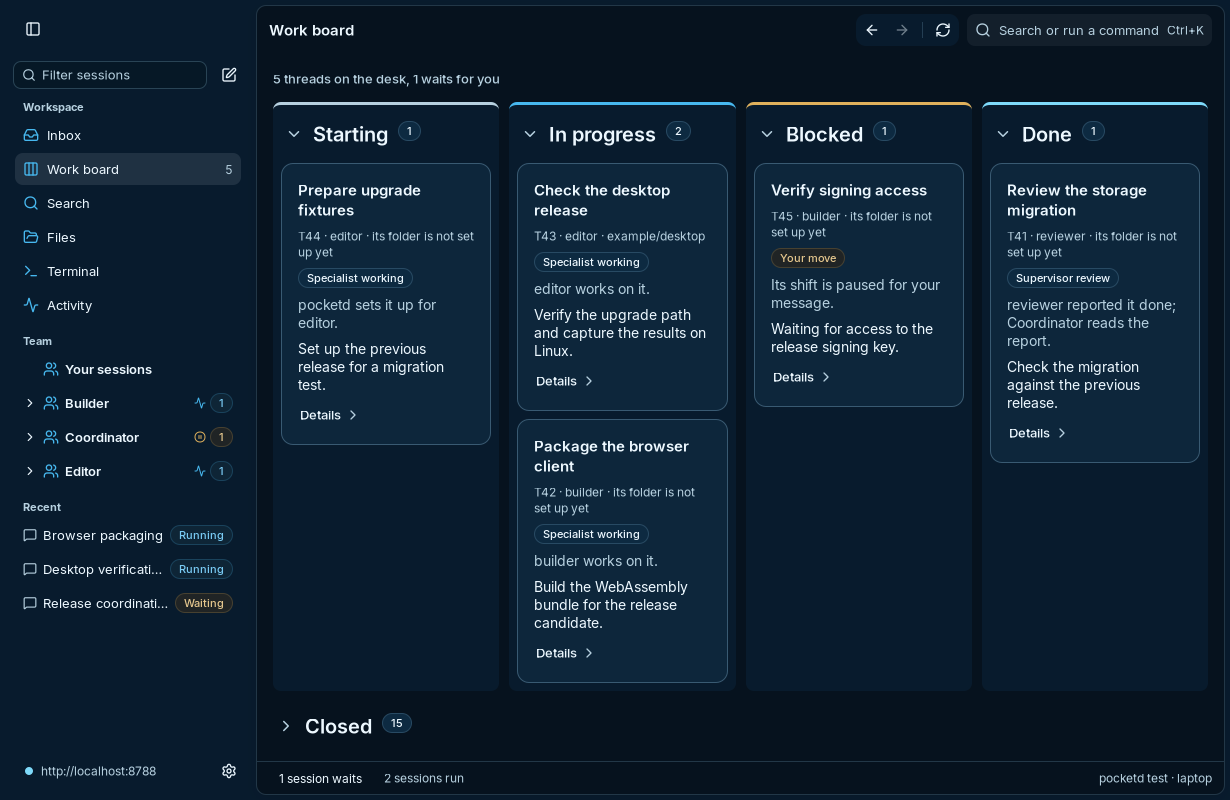 Filter sessions
Workspace
Inbox
Work board 5
Search
Files
Terminal
Activity
Team
Your sessions
Builder 1
Coordinator 1
Editor 1
Recent
Browser packaging Running
Desktop verificati... Running
Release coordinati... Waiting
http://localhost:8788
Work board
Search or run a command Ctrl+K
5 threads on the desk, 1 waits for you
Starting 1
Prepare upgrade
fixtures
T44 · editor · its folder is not set
up yet
Specialist working
pocketd sets it up for
editor.
Set up the previous
release for a migration
test.
Details
In progress 2
Check the desktop
release
T43 · editor · example/desktop
Specialist working
editor works on it.
Verify the upgrade path
and capture the results on
Linux.
Details
Package the browser
client
T42 · builder · its folder is not
set up yet
Specialist working
builder works on it.
Build the WebAssembly
bundle for the release
candidate.
Details
Blocked 1
Verify signing access
T45 · builder · its folder is not
set up yet
Your move
Its shift is paused for your
message.
Waiting for access to the
release signing key.
Details
Done 1
Review the storage
migration
T41 · reviewer · its folder is not
set up yet
Supervisor review
reviewer reported it done;
Coordinator reads the
report.
Check the migration
against the previous
release.
Details
Closed 15
1 session waits
2 sessions run
pocketd test · laptop